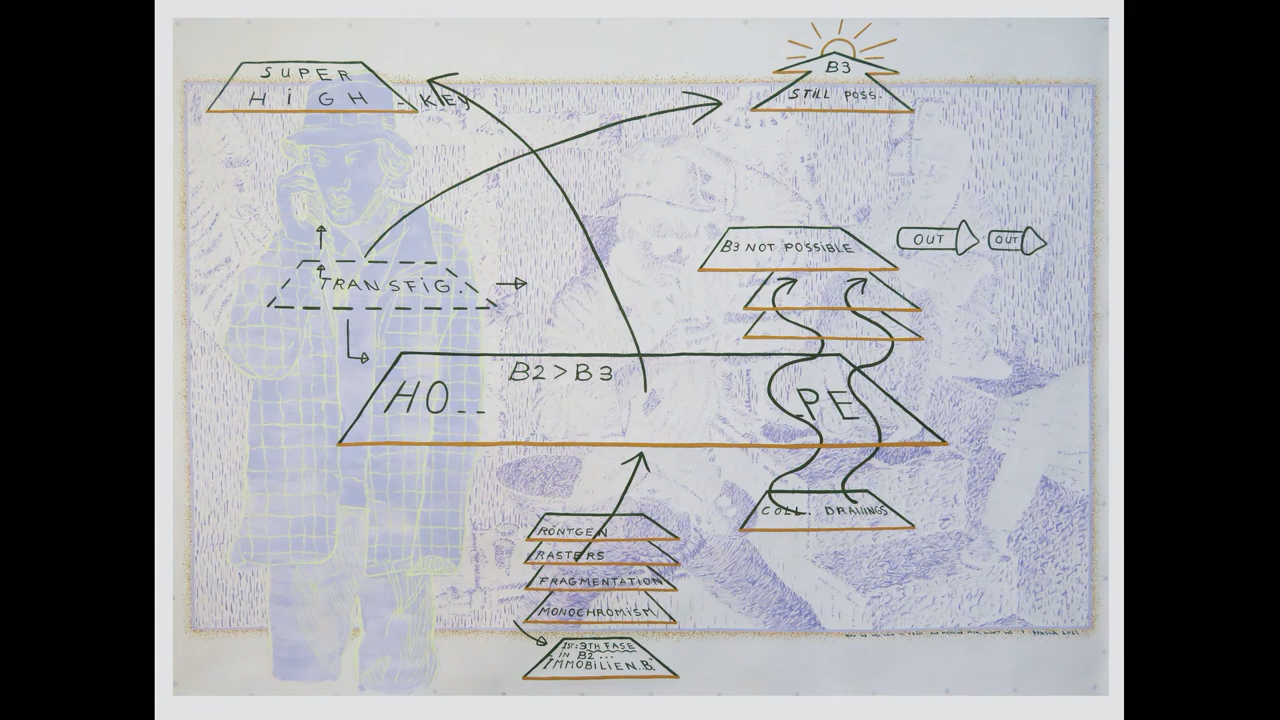 SUPER
HiGH - KEY
B3
STiLL POSS.
B3 NOT POSSiBLE
OUT
OUT
TRANSFiG.
B2 > B3
HO_ _
PE
COLL. DRAWiNGS
RÖNTGEN
RASTERS
FRAGMENTATiON
MONOCHROMiSM.
1ST: 9TH FASE
iN B2 ...
iMMOBiLiEN.B.